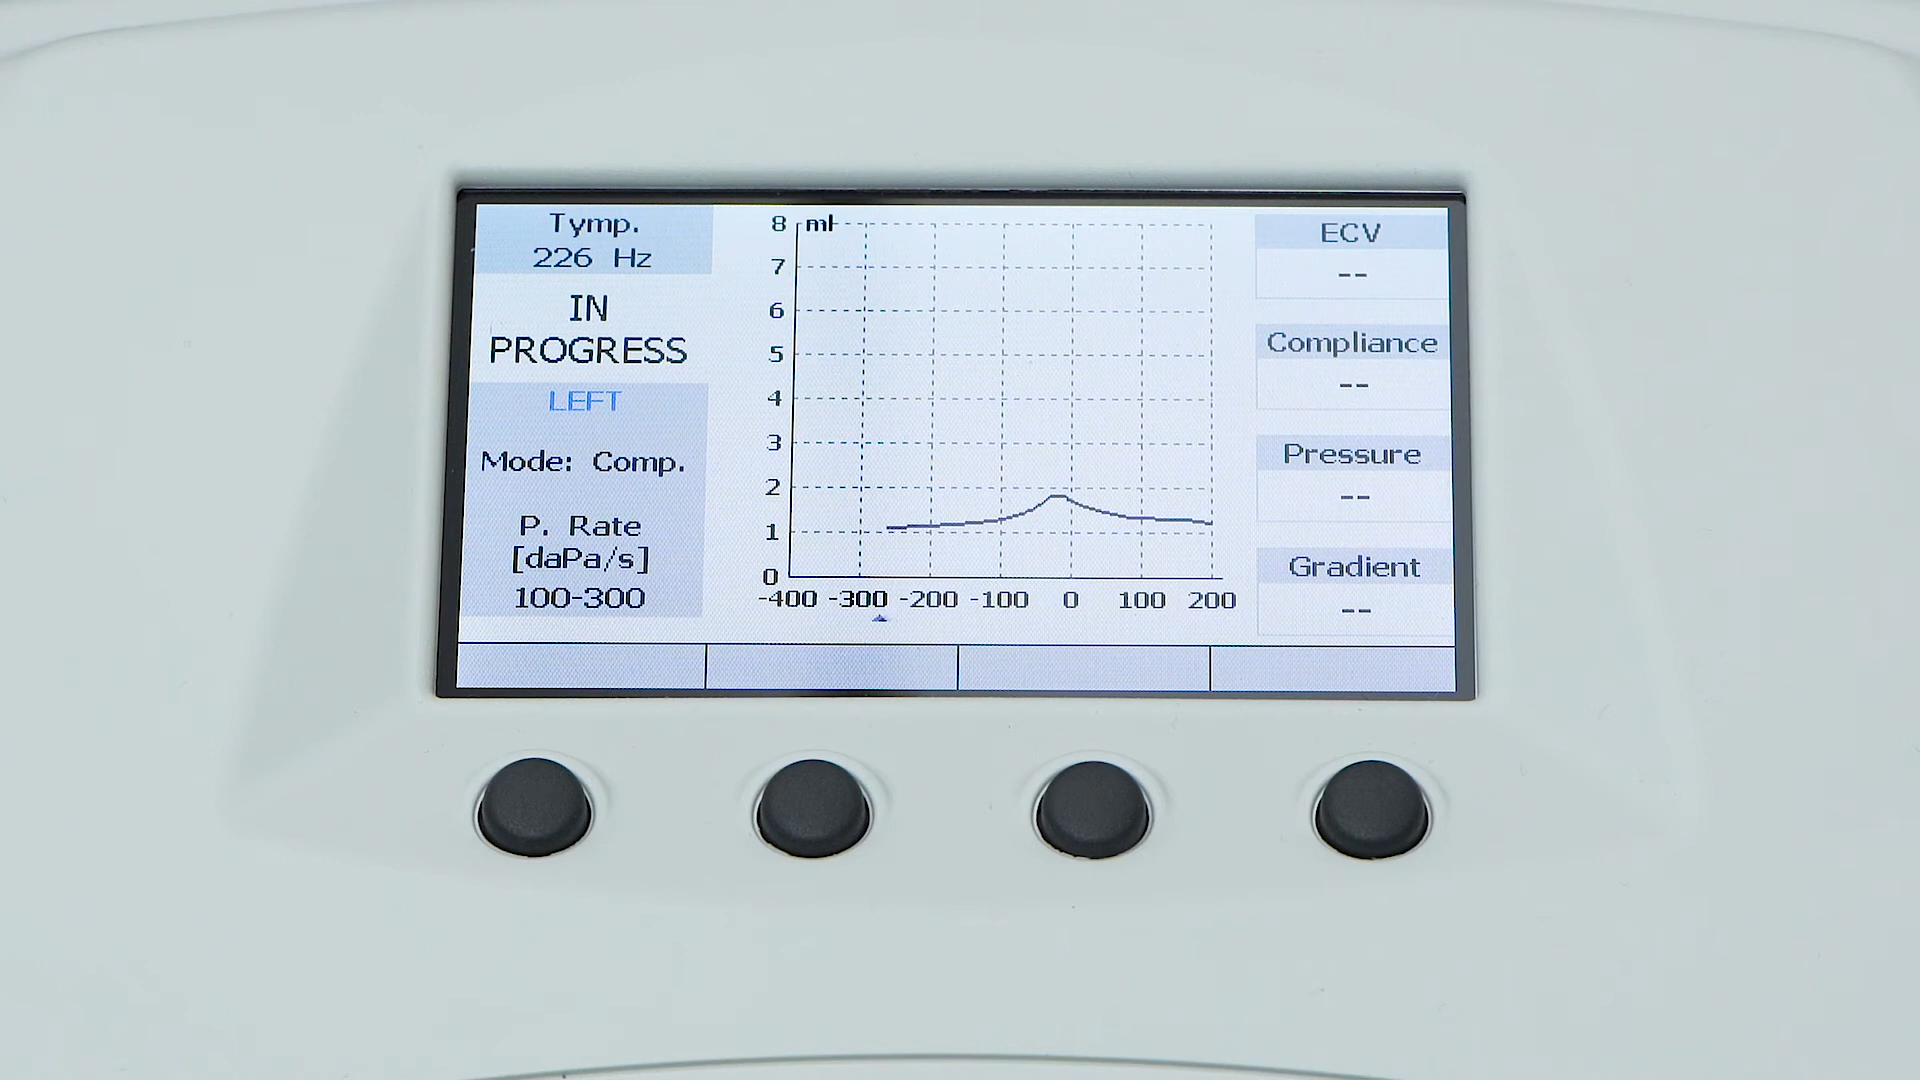 Tymp.
226 Hz
IN
PROGRESS
LEFT
Mode: Comp.
P. Rate
[daPa/s]
100-300
8 ml
7
6
5
4
3
2
1
0
-400 -300 -200 -100 0 100 200
ECV
--
Compliance
--
Pressure
--
Gradient
--